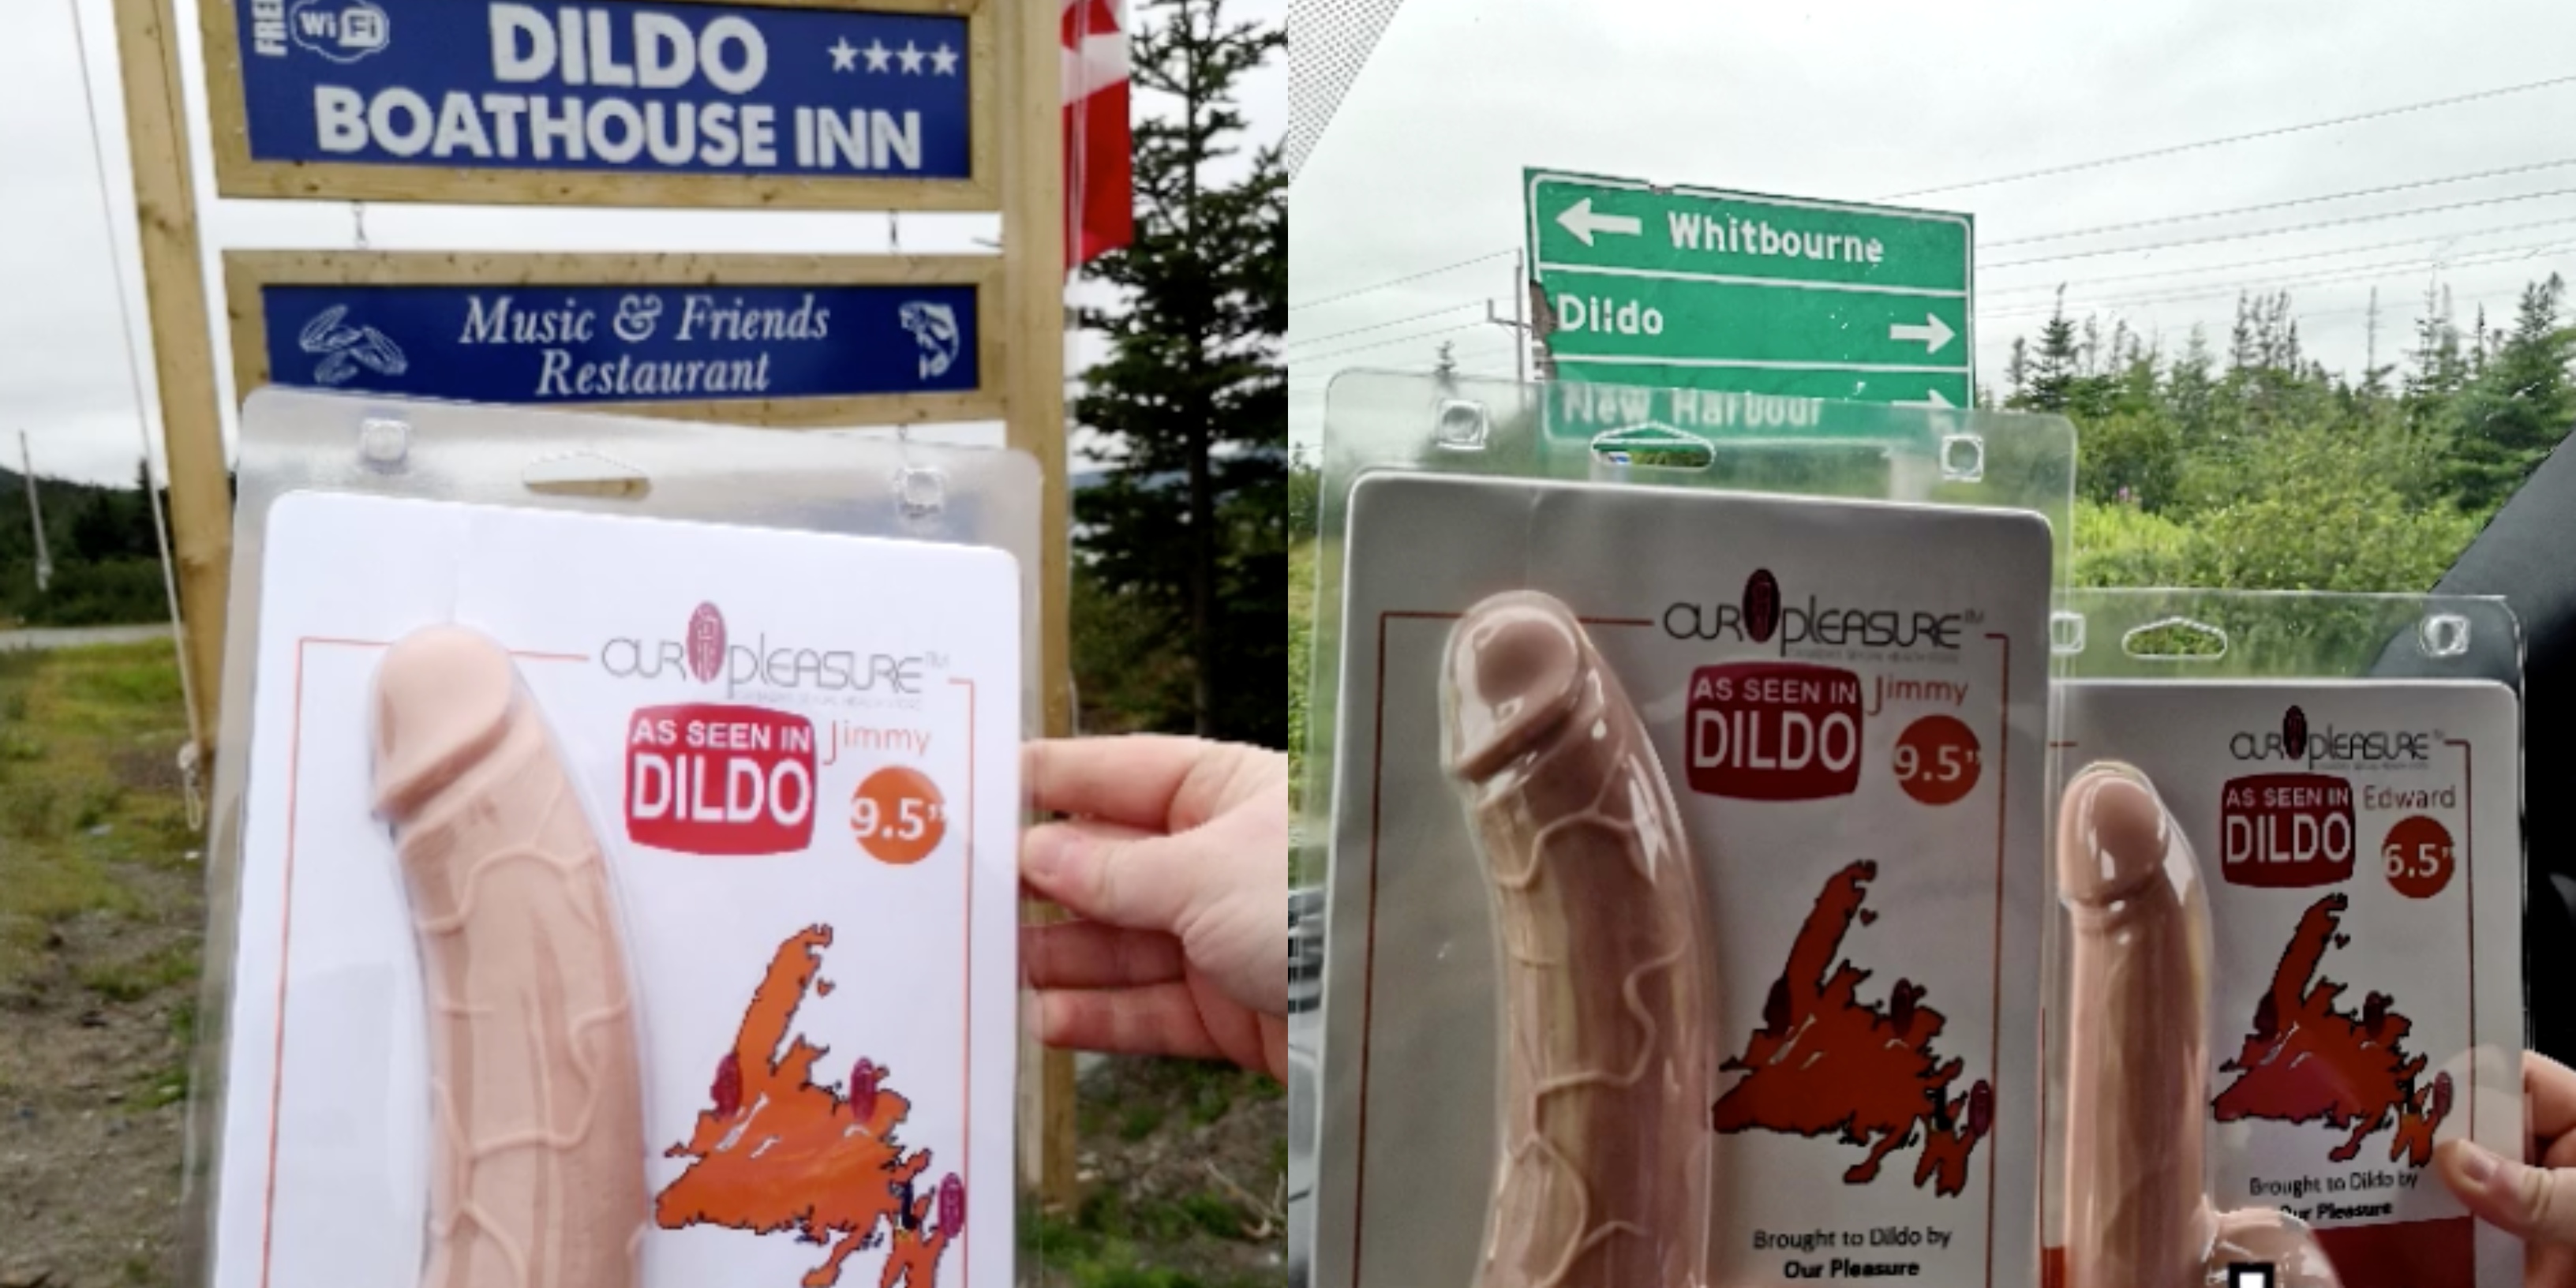 FREE
WiFi
DILDO
BOATHOUSE INN
Music & Friends
Restaurant
OUR pleasure™
AS SEEN IN
DILDO
Jimmy
9.5"
Whitbourne
Dildo
New Harbour
OUR pleasure™
AS SEEN IN
DILDO
Jimmy
9.5"
Brought to Dildo by
Our Pleasure
OUR pleasure
AS SEEN IN
DILDO
Edward
6.5"
Brought to Dildo by
Our Pleasure